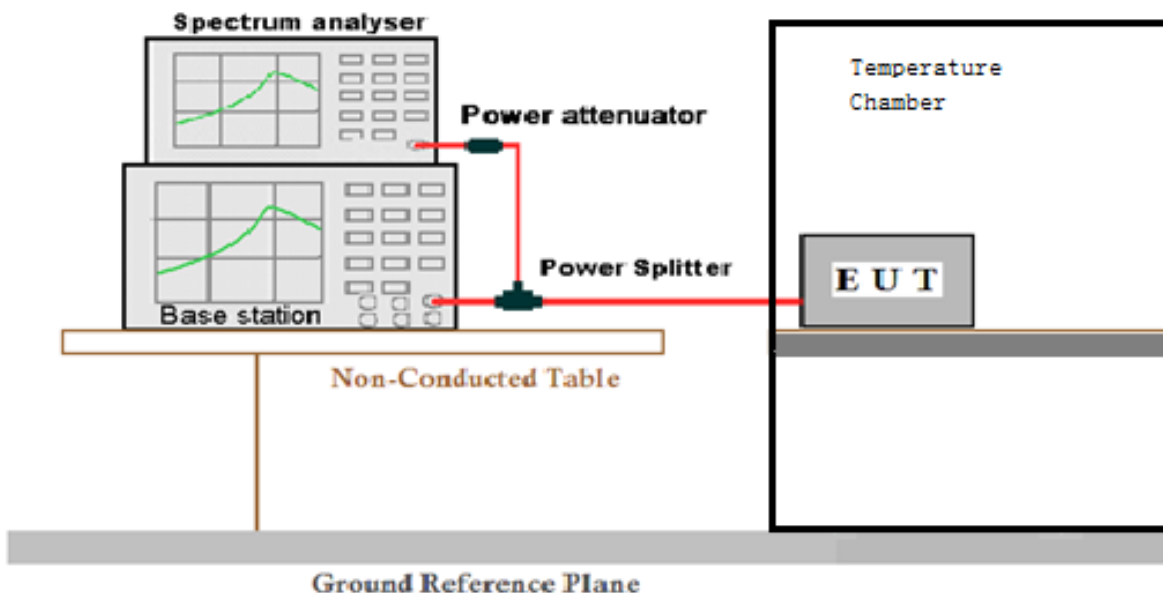 Spectrum analyser
Temperature
Chamber
Power attenuator
Power Splitter
E U T
Base station
Non-Conducted Table
Ground Reference Plane